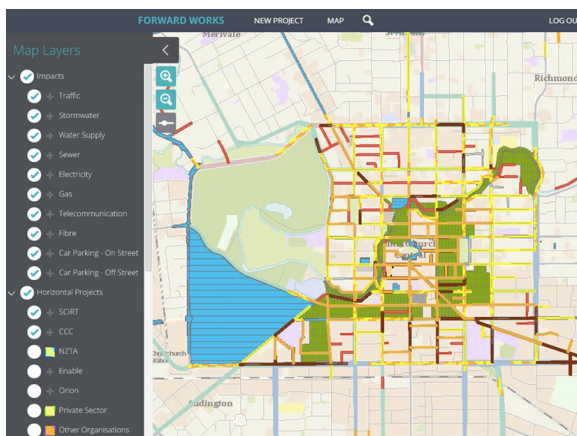 FORWARD WORKS NEW PROJECT MAP LOG OU
Map Layers
Impacts
Traffic
Stormwater
Water Supply
Sewer
Electricity
Gas
Telecommunication
Fibre
Car Parking - On Street
Car Parking - Off Street
Horizontal Projects
SCIRT
CCC
NZTA
Enable
Orion
Private Sector
Other Organisations
Merivale
Richmond
Central